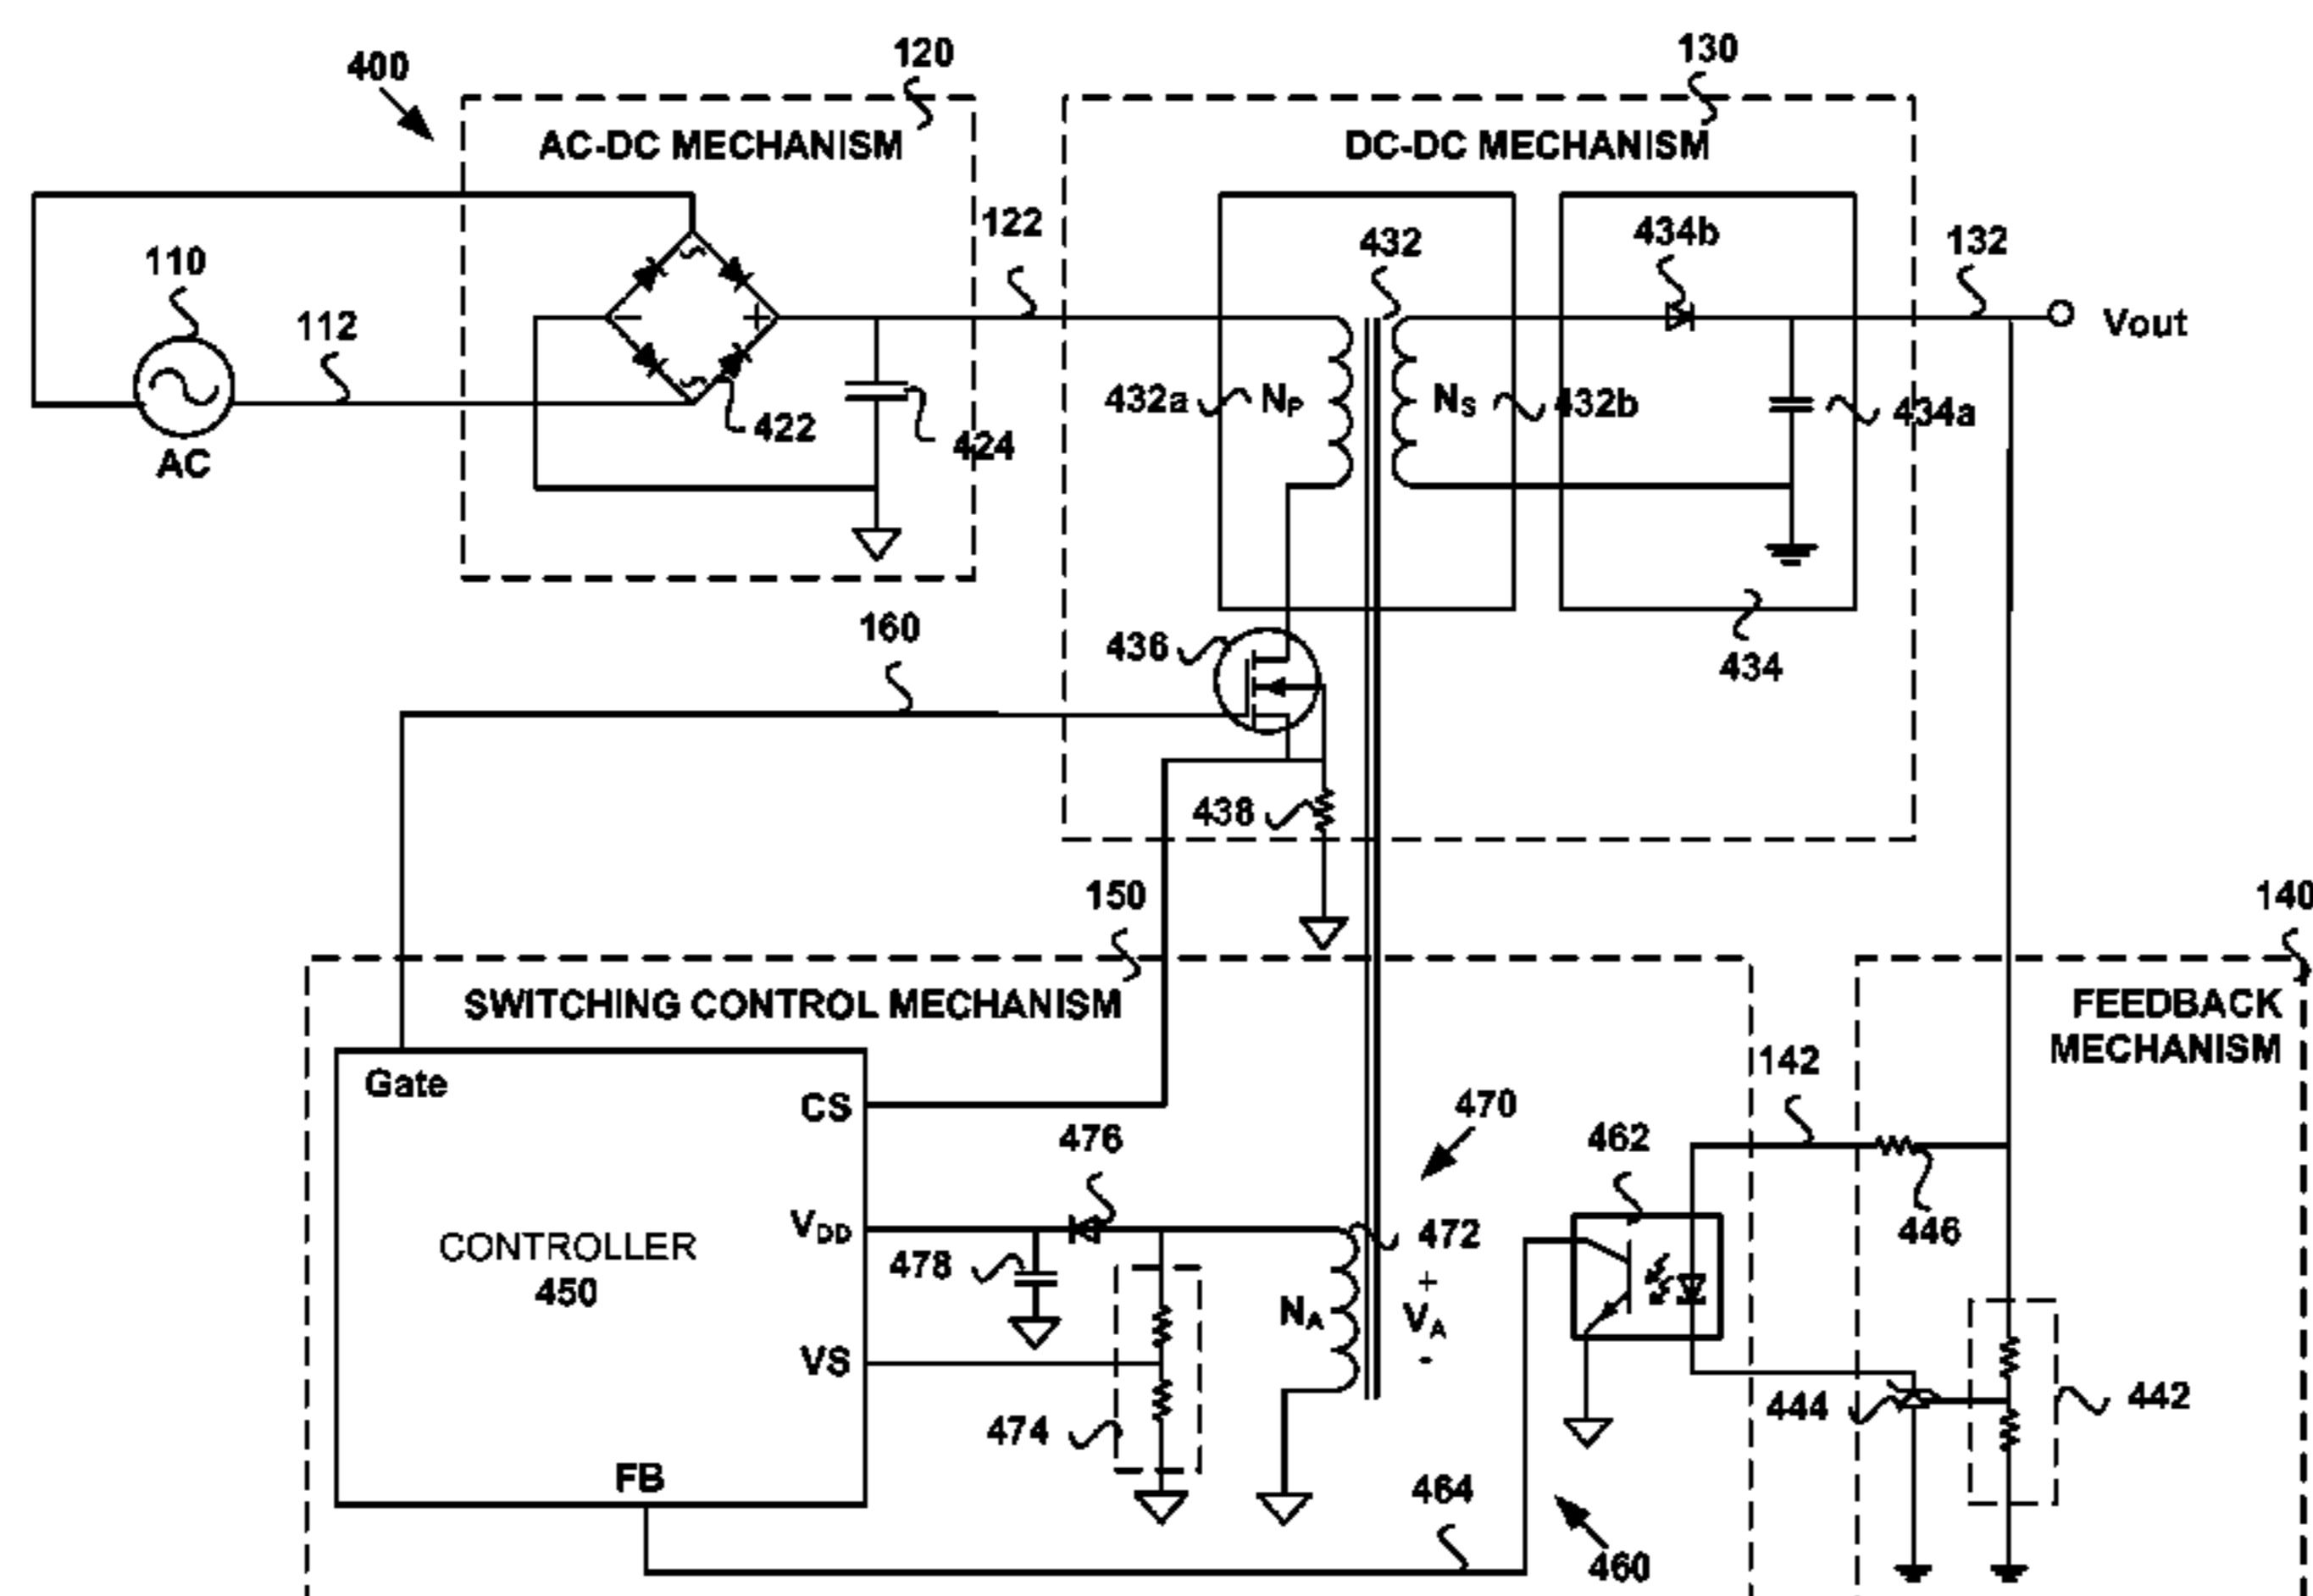 400
120
130
AC-DC MECHANISM
DC-DC MECHANISM
110
112
122
432
434b
132
Vout
+
432a
NP
NS
432b
434a
422
424
AC
160
436
434
438
150
140
SWITCHING CONTROL MECHANISM
FEEDBACK
MECHANISM
142
Gate
CS
470
476
462
VDD
472
446
CONTROLLER
450
478
+
NA
VA
-
VS
474
444
442
FB
464
460